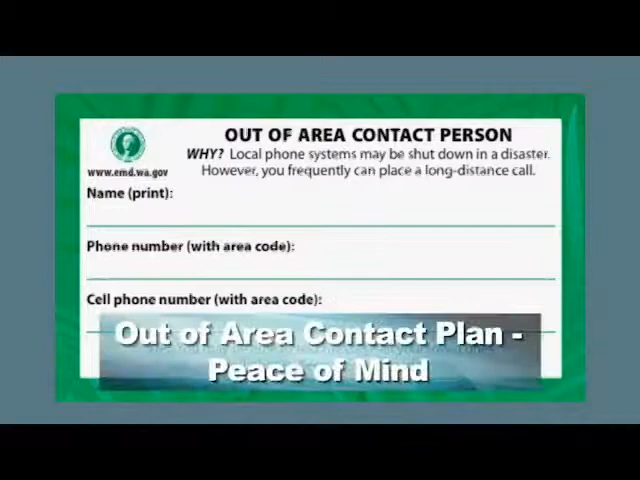 OUT OF AREA CONTACT PERSON
WHY? Local phone systems may be shut down in a disaster.
However, you frequently can place a long-distance call.
www.emd.wa.gov
Name (print):
Phone number (with area code):
Cell phone number (with area code):
Out of Area Contact Plan -
Peace of Mind